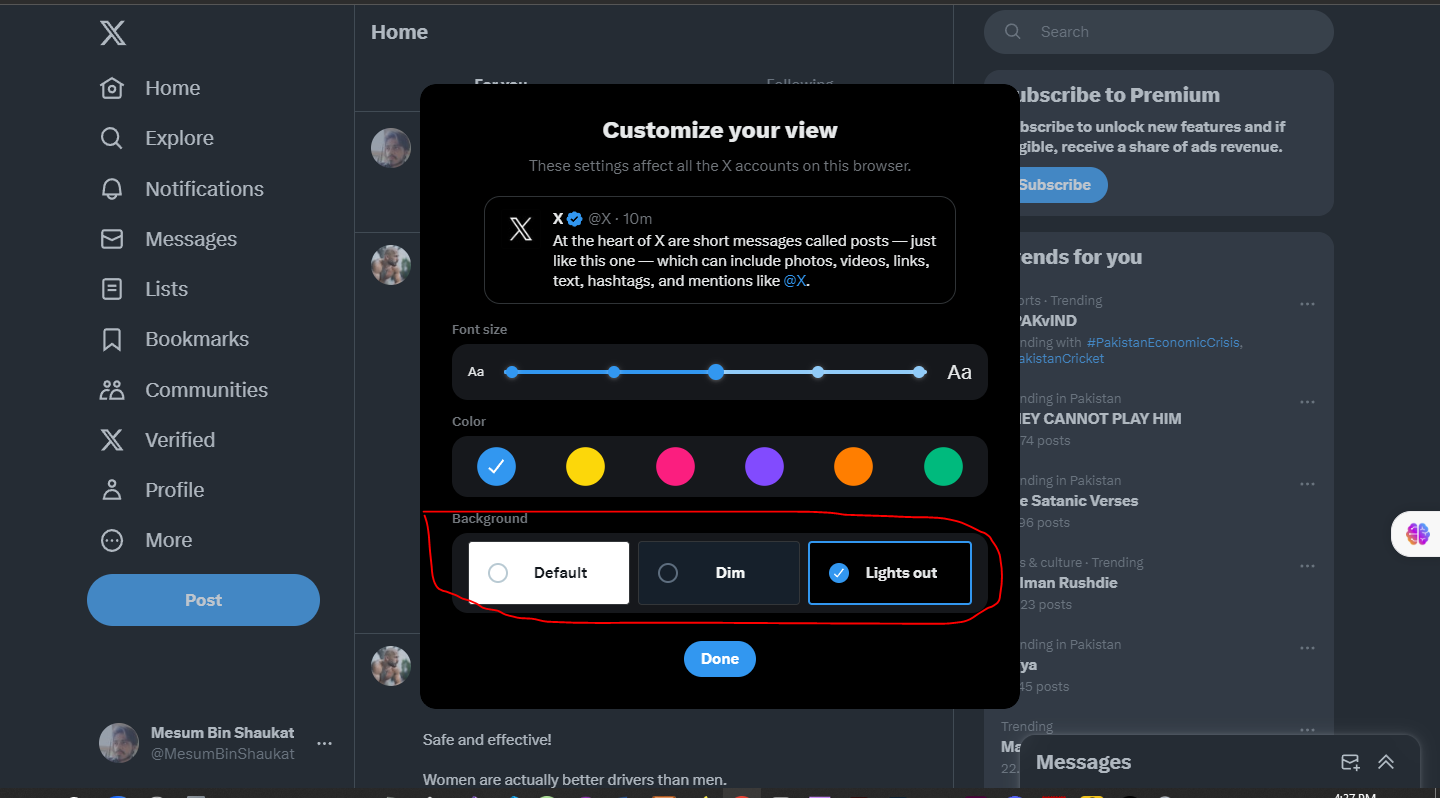 Home
Explore
Notifications
Messages
Lists
Bookmarks
Communities
Verified
Profile
More
Post
Mesum Bin Shaukat
@MesumBinShaukat
Home
For you
Following
Customize your view
These settings affect all the X accounts on this browser.
X @X · 10m
At the heart of X are short messages called posts — just
like this one — which can include photos, videos, links,
text, hashtags, and mentions like @X.
Font size
Aa
Aa
Color
Background
Default
Dim
Lights out
Done
Safe and effective!
Women are actually better drivers than men.
Search
ubscribe to Premium
bscribe to unlock new features and if
gible, receive a share of ads revenue.
Subscribe
ends for you
orts · Trending
PAKvIND
nding with #PakistanEconomicCrisis,
akistanCricket
nding in Pakistan
EY CANNOT PLAY HIM
74 posts
nding in Pakistan
e Satanic Verses
96 posts
s & culture · Trending
lman Rushdie
23 posts
nding in Pakistan
ya
45 posts
Trending
Ma
22.
Messages
4:37 PM